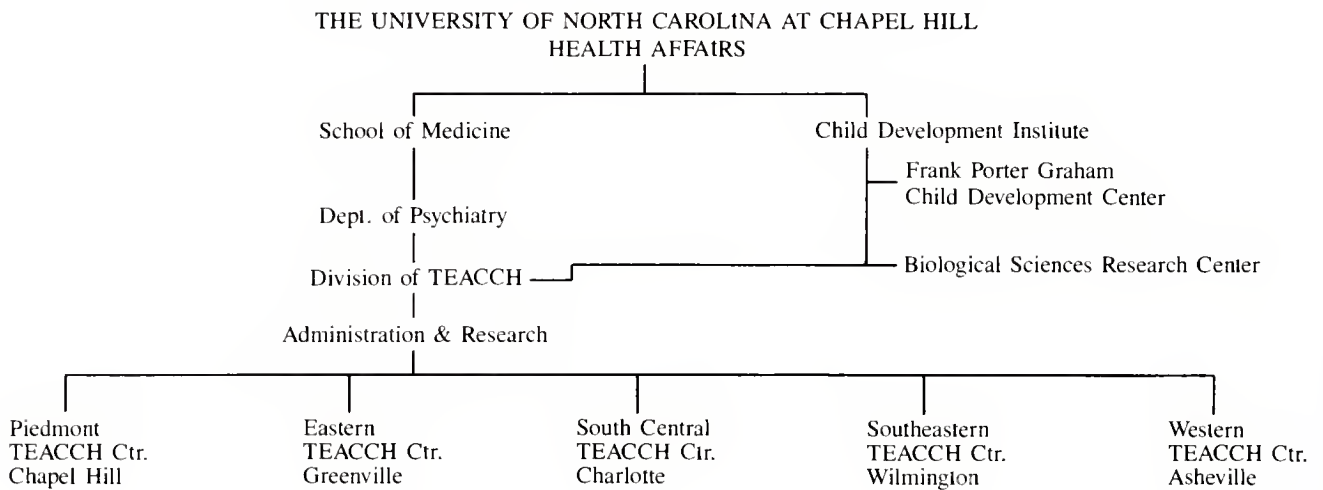 THE UNIVERSITY OF NORTH CAROLINA AT CHAPEL HILL
HEALTH AFFAIRS
School of Medicine
Child Development Institute
Frank Porter Graham
Child Development Center
Dept. of Psychiatry
Division of TEACCH
Biological Sciences Research Center
Administration & Research
Piedmont
TEACCH Ctr.
Chapel Hill
Eastern
TEACCH Ctr.
Greenville
South Central
TEACCH Ctr.
Charlotte
Southeastern
TEACCH Ctr.
Wilmington
Western
TEACCH Ctr.
Asheville